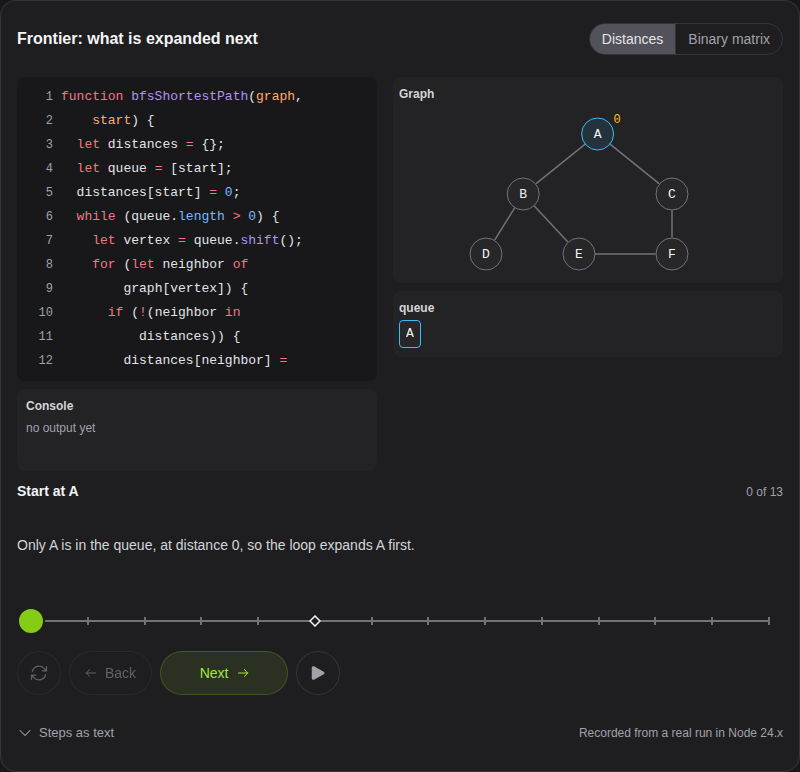 Frontier: what is expanded next
Distances
Binary matrix
1 function bfsShortestPath(graph,
2 start) {
3 let distances = {};
4 let queue = [start];
5 distances[start] = 0;
6 while (queue.length > 0) {
7 let vertex = queue.shift();
8 for (let neighbor of
9 graph[vertex]) {
10 if (!(neighbor in
11 distances)) {
12 distances[neighbor] =
Console
no output yet
Graph
0
A
B
C
D
E
F
queue
A
Start at A
0 of 13
Only A is in the queue, at distance 0, so the loop expands A first.
← Back
Next →
Steps as text
Recorded from a real run in Node 24.x